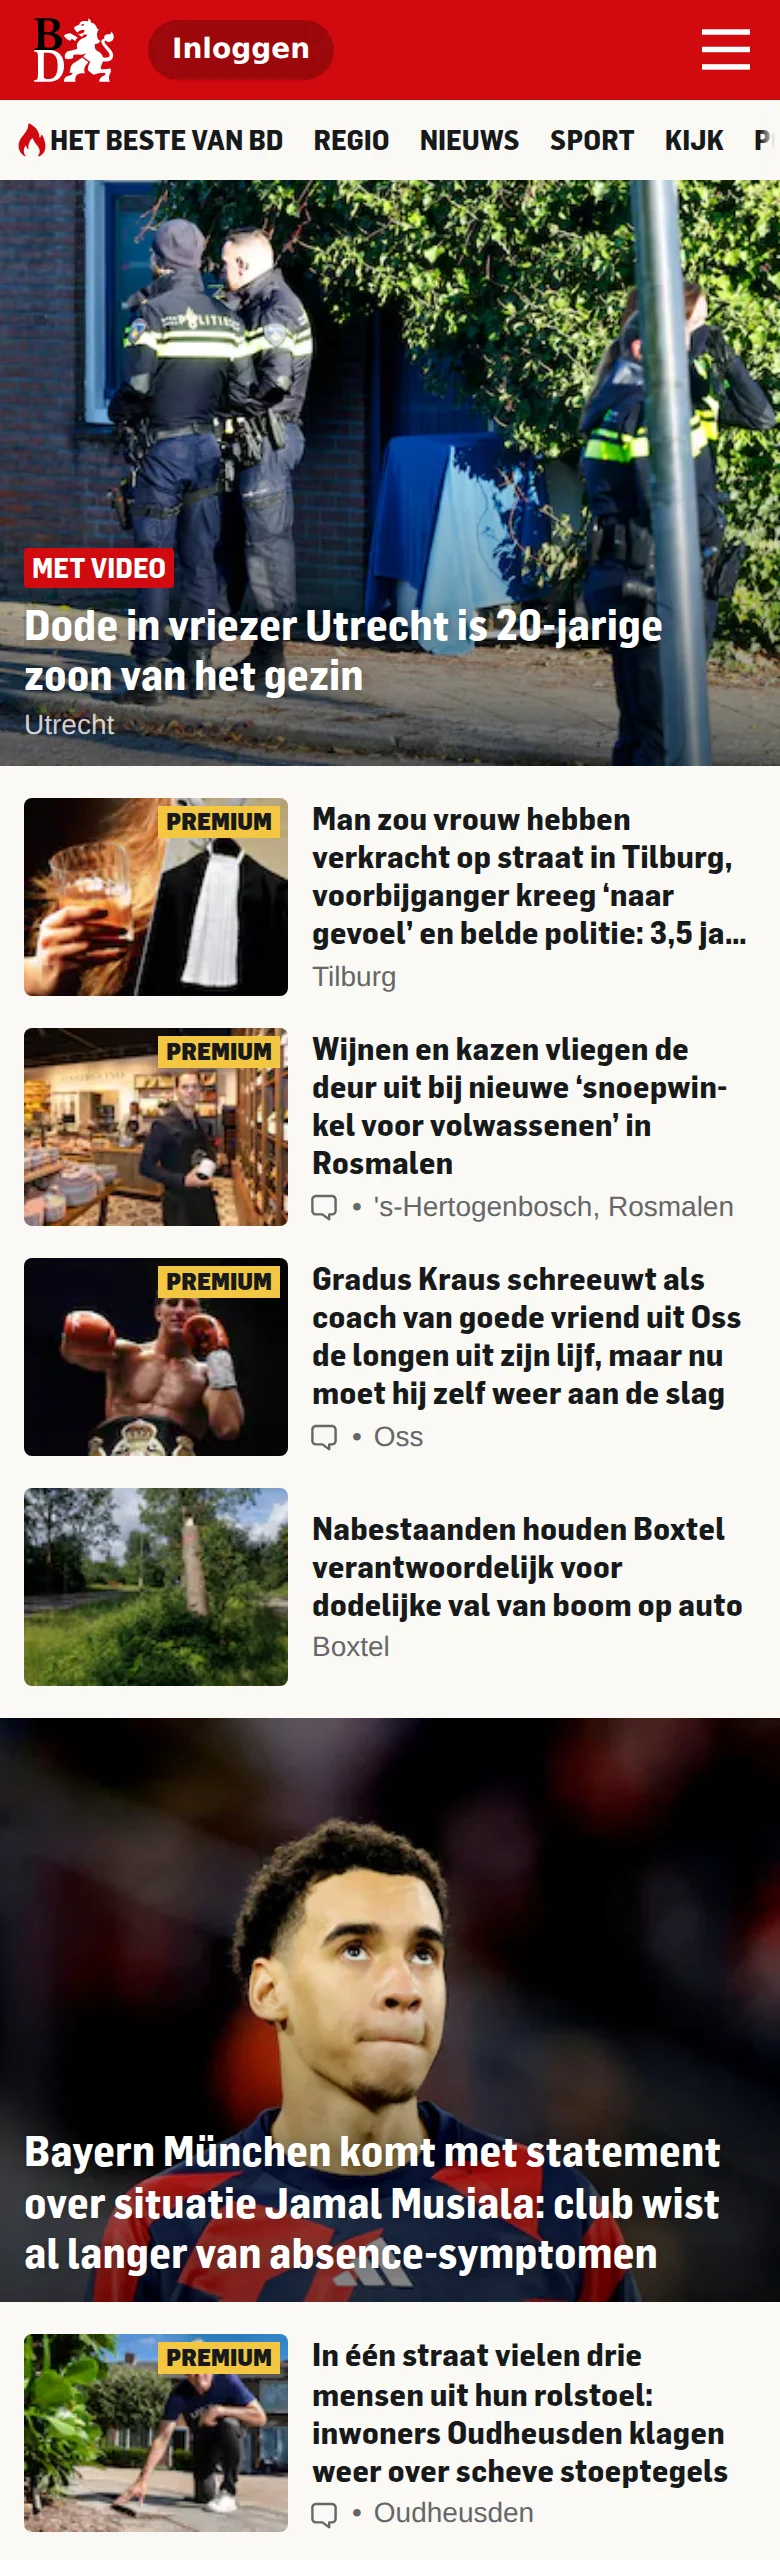 B
D
Inloggen
HET BESTE VAN BD REGIO NIEUWS SPORT KIJK
POLITIE
MET VIDEO
Dode in vriezer Utrecht is 20-jarige
zoon van het gezin
Utrecht
PREMIUM
Man zou vrouw hebben
verkracht op straat in Tilburg,
voorbijganger kreeg ‘naar
gevoel’ en belde politie: 3,5 ja...
Tilburg
PREMIUM
Wijnen en kazen vliegen de
deur uit bij nieuwe ‘snoepwin-
kel voor volwassenen’ in
Rosmalen
• 's-Hertogenbosch, Rosmalen
PREMIUM
Gradus Kraus schreeuwt als
coach van goede vriend uit Oss
de longen uit zijn lijf, maar nu
moet hij zelf weer aan de slag
• Oss
Nabestaanden houden Boxtel
verantwoordelijk voor
dodelijke val van boom op auto
Boxtel
Bayern München komt met statement
over situatie Jamal Musiala: club wist
al langer van absence-symptomen
PREMIUM
In één straat vielen drie
mensen uit hun rolstoel:
inwoners Oudheusden klagen
weer over scheve stoeptegels
• Oudheusden